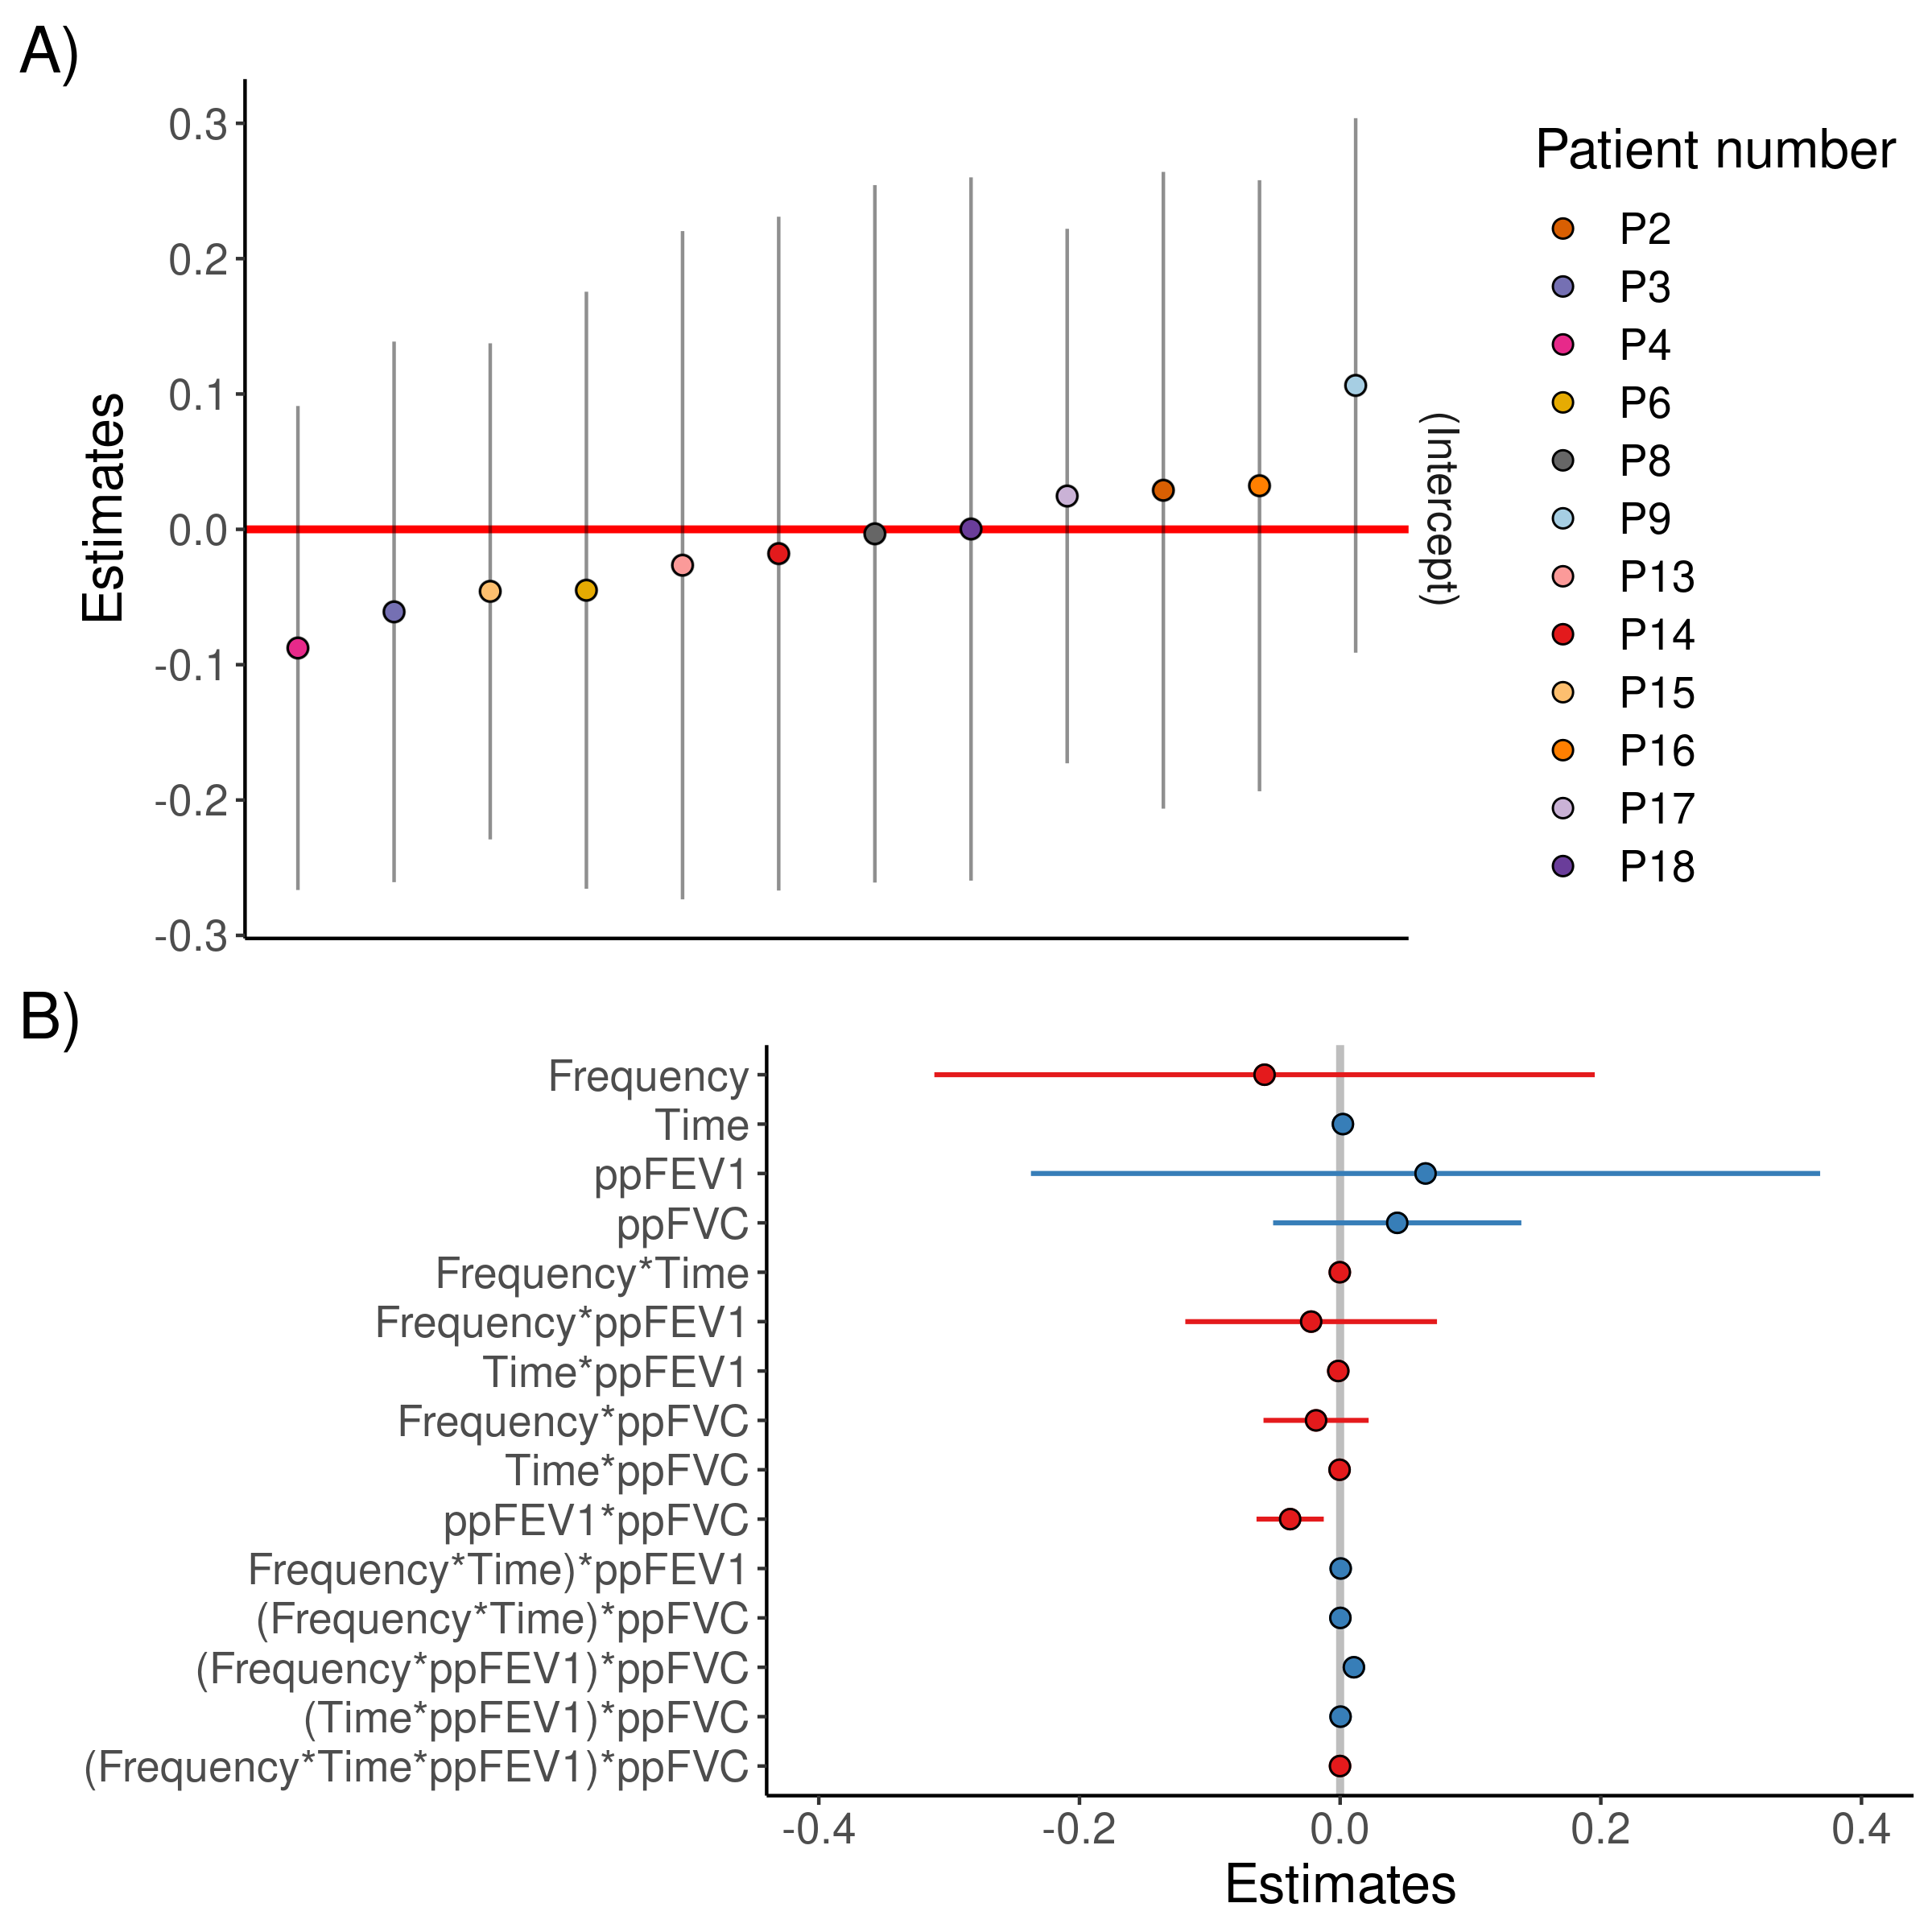 A)
0.3
0.2
0.1
0.0
-0.1
-0.2
-0.3
Estimates
(Intercept)
Patient number
P2
P3
P4
P6
P8
P9
P13
P14
P15
P16
P17
P18
B)
Frequency
Time
ppFEV1
ppFVC
Frequency*Time
Frequency*ppFEV1
Time*ppFEV1
Frequency*ppFVC
Time*ppFVC
ppFEV1*ppFVC
Frequency*Time)*ppFEV1
(Frequency*Time)*ppFVC
(Frequency*ppFEV1)*ppFVC
(Time*ppFEV1)*ppFVC
(Frequency*Time*ppFEV1)*ppFVC
-0.4 -0.2 0.0 0.2 0.4
Estimates